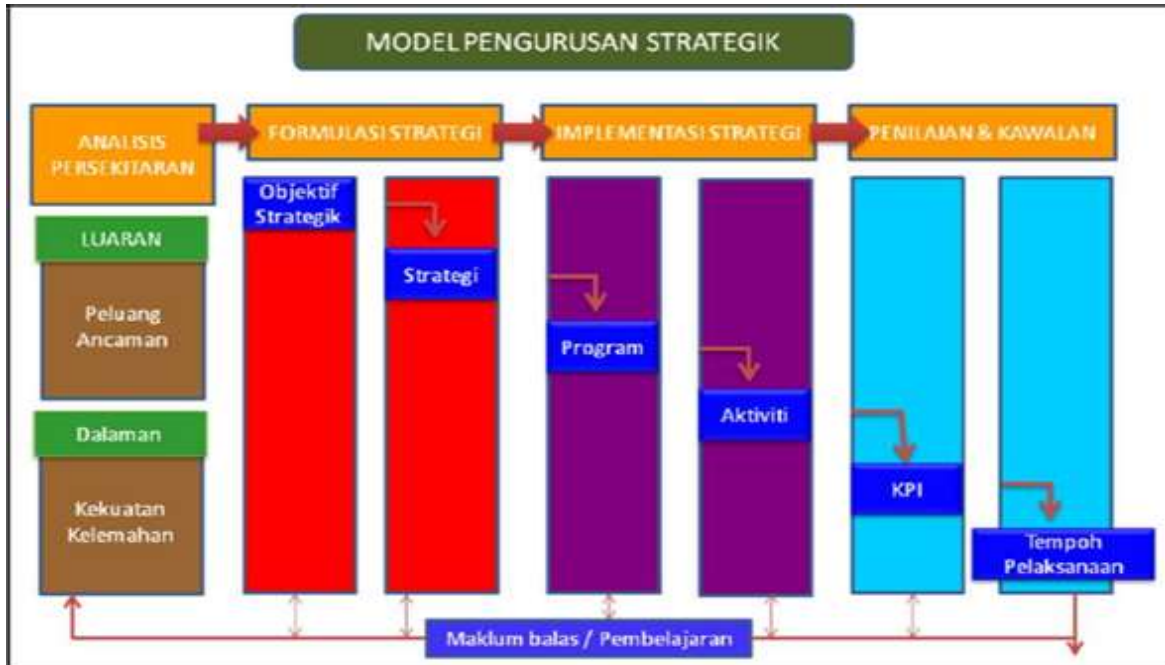 MODEL PENGURUSAN STRATEGIK
ANALISIS
PERSEKITARAN
FORMULASI STRATEGI
IMPLEMENTASI STRATEGI
PENILAIAN & KAWALAN
LUARAN
Peluang
Ancaman
Dalaman
Kekuatan
Kelemahan
Objektif
Strategik
Strategi
Program
Aktiviti
KPI
Tempoh
Pelaksanaan
Maklum balas / Pembelajaran